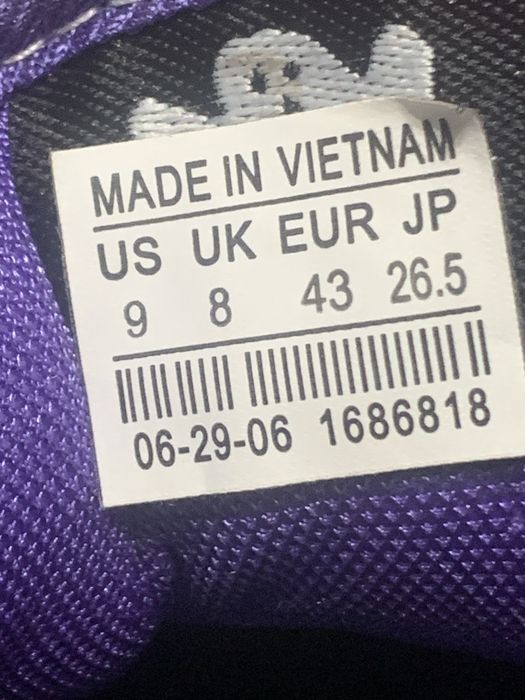 MADE IN VIETNAM
US UK EUR JP
9 8 43 26.5
06-29-06 1686818